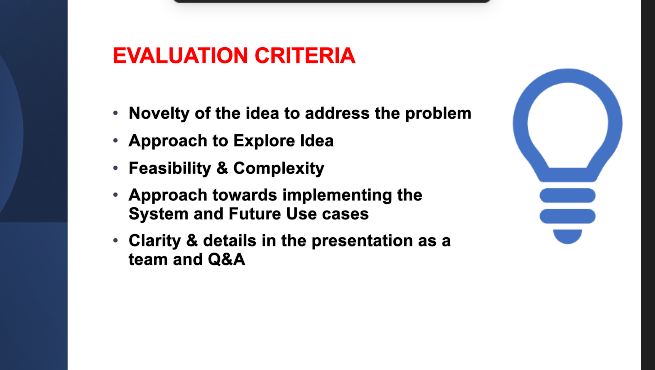 EVALUATION CRITERIA
• Novelty of the idea to address the problem
• Approach to Explore Idea
• Feasibility & Complexity
• Approach towards implementing the
System and Future Use cases
• Clarity & details in the presentation as a
team and Q&A